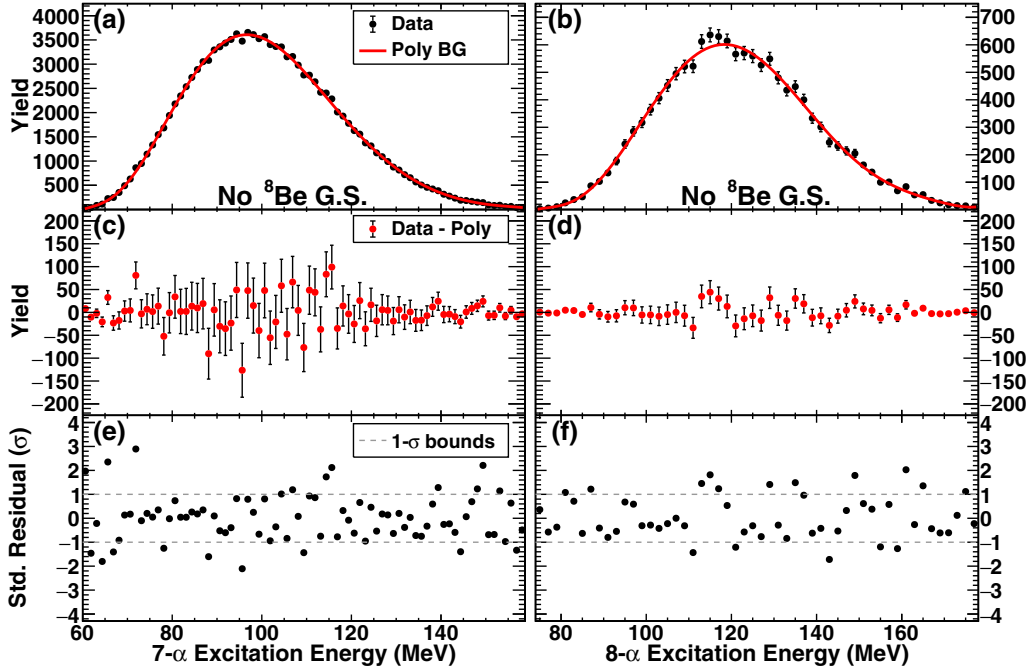 (a)
Data
Poly BG
No ⁸Be G.S.
Yield
4000
3500
3000
2500
2000
1500
1000
500
(b)
No ⁸Be G.S.
700
600
500
400
300
200
100
(c)
Data - Poly
Yield
200
150
100
50
0
−50
−100
−150
−200
(d)
200
150
100
50
0
−50
−100
−150
−200
(e)
1-σ bounds
Std. Residual (σ)
4
3
2
1
0
−1
−2
−3
−4
(f)
4
3
2
1
0
−1
−2
−3
−4
60 80 100 120 140
80 100 120 140 160
7-α Excitation Energy (MeV)
8-α Excitation Energy (MeV)